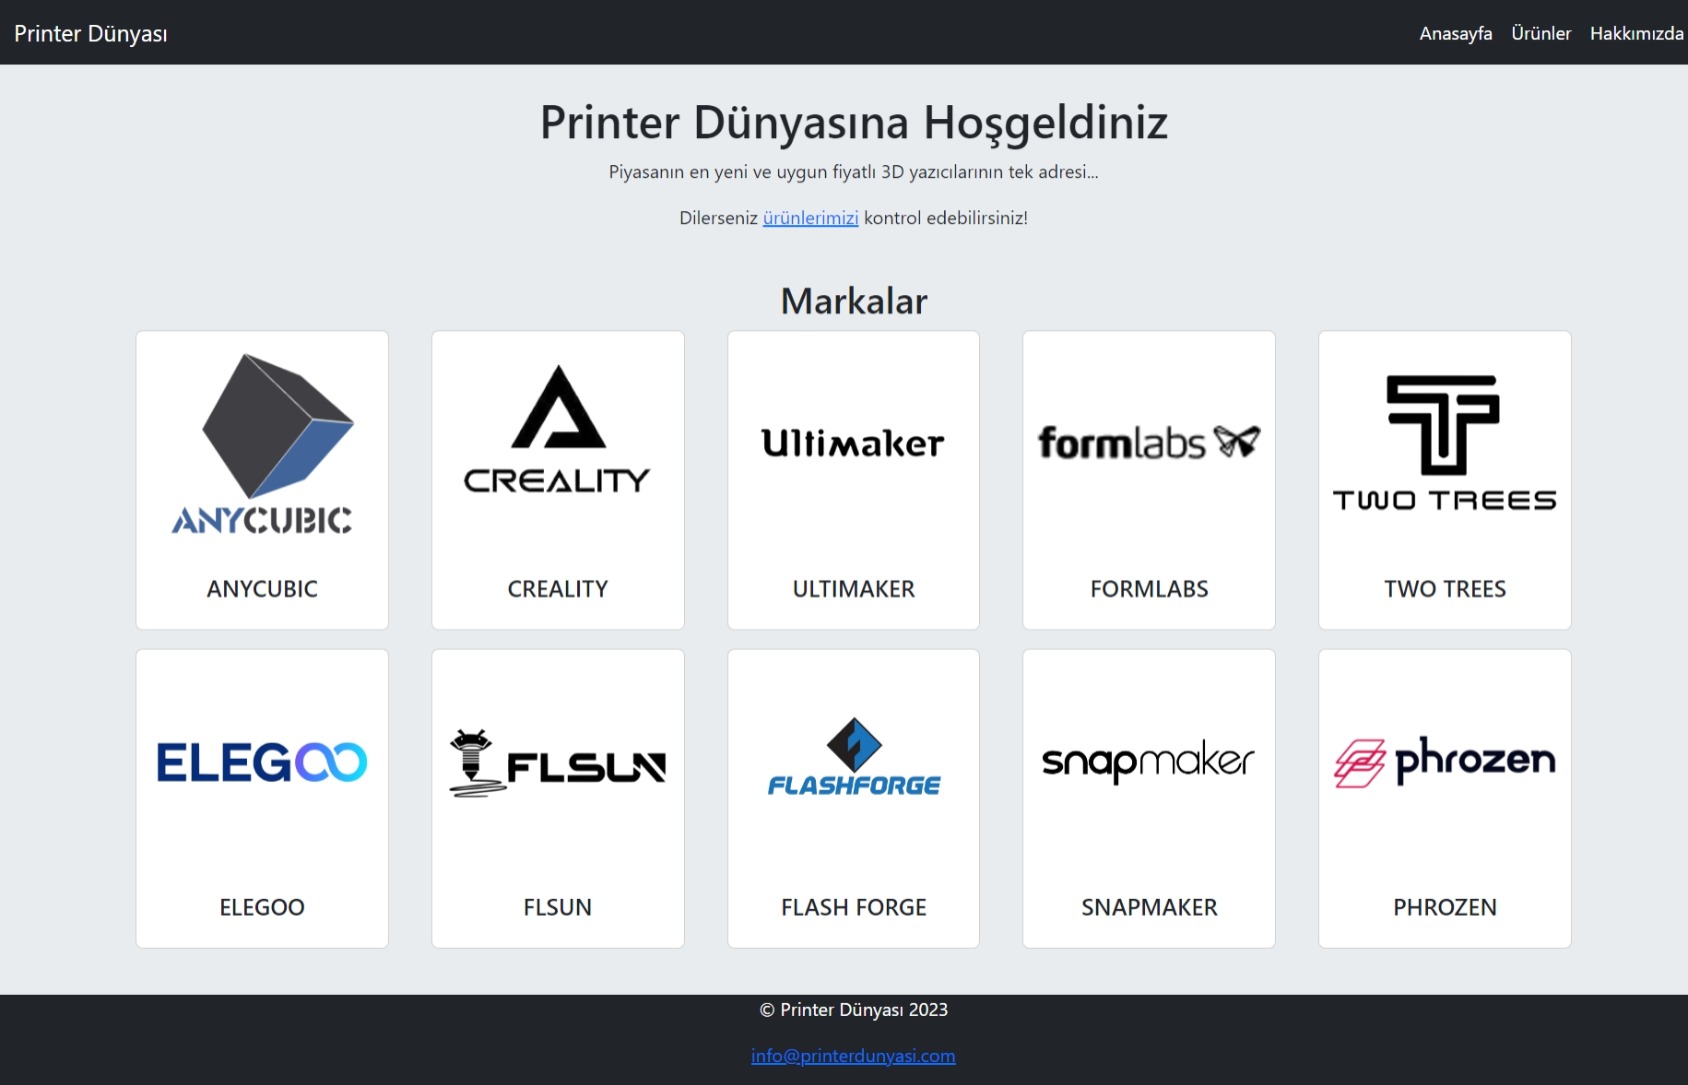 Printer Dünyası
Anasayfa Ürünler Hakkımızda
Printer Dünyasına Hoşgeldiniz
Piyasanın en yeni ve uygun fiyatlı 3D yazıcılarının tek adresi...
Dilerseniz ürünlerimizi kontrol edebilirsiniz!
Markalar
ANYCUBIC
ANYCUBIC
CREALITY
CREALITY
Ultimaker
ULTIMAKER
formlabs
FORMLABS
TWO TREES
TWO TREES
ELEGOO
ELEGOO
FLSUN
FLSUN
FLASHFORGE
FLASH FORGE
snapmaker
SNAPMAKER
phrozen
PHROZEN
© Printer Dünyası 2023
info@printerdunyasi.com